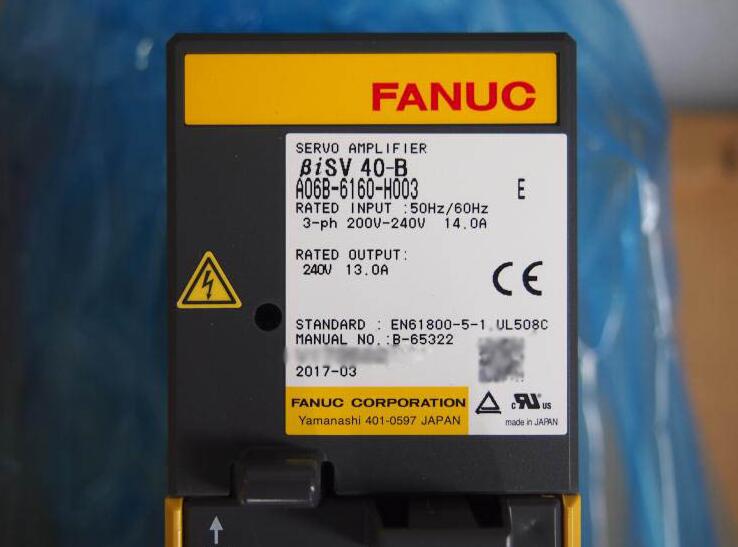 FANUC
SERVO AMPLIFIER
βiSV 40-B
A06B-6160-H003 E
RATED INPUT :50Hz/60Hz
3-ph 200V-240V 14.0A
RATED OUTPUT:
240V 13.0A
CE
STANDARD : EN61800-5-1,UL508C
MANUAL NO.:B-65322
2017-03
FANUC CORPORATION
Yamanashi 401-0597 JAPAN
c RU US
made in JAPAN